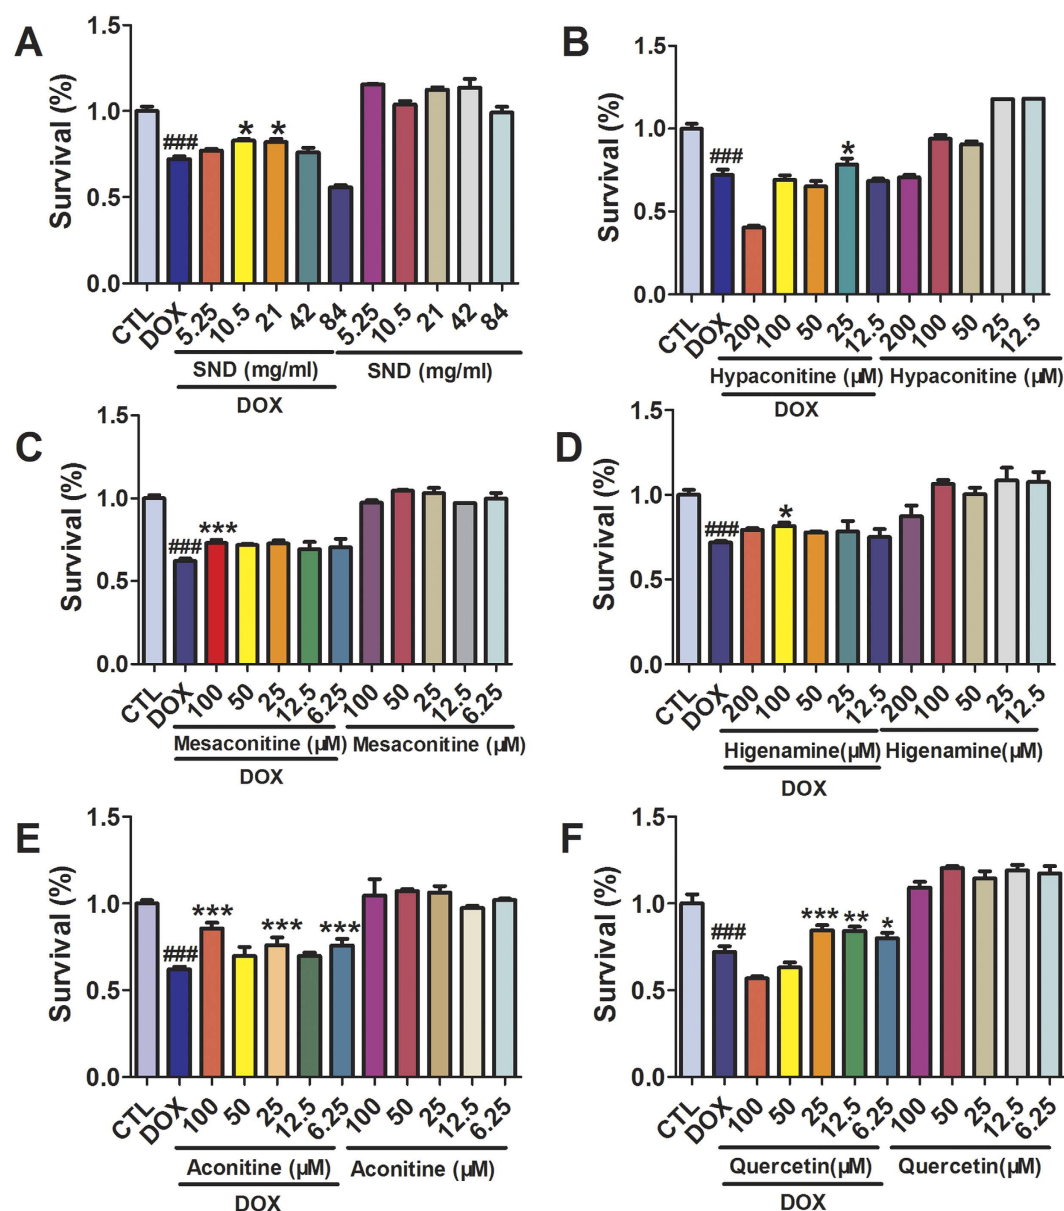 A
Survival (%)
1.5
1.0
0.5
0.0
###
*
*
CTL
DOX
5.25
10.5
21
42
84
5.25
10.5
21
42
84
SND (mg/ml)
SND (mg/ml)
DOX
B
Survival (%)
1.5
1.0
0.5
0.0
###
*
CTL
DOX
200
100
50
25
12.5
200
100
50
25
12.5
Hypaconitine (µM)
Hypaconitine (µM)
DOX
C
Survival (%)
1.5
1.0
0.5
0.0
###
***
CTL
DOX
100
50
25
12.5
6.25
100
50
25
12.5
6.25
Mesaconitine (µM)
Mesaconitine (µM)
DOX
D
Survival (%)
1.5
1.0
0.5
0.0
###
*
CTL
DOX
200
100
50
25
12.5
200
100
50
25
12.5
Higenamine(µM)
Higenamine(µM)
DOX
E
Survival (%)
1.5
1.0
0.5
0.0
###
***
***
***
CTL
DOX
100
50
25
12.5
6.25
100
50
25
12.5
6.25
Aconitine (µM)
Aconitine (µM)
DOX
F
Survival (%)
1.5
1.0
0.5
0.0
###
***
**
*
CTL
DOX
100
50
25
12.5
6.25
100
50
25
12.5
6.25
Quercetin(µM)
Quercetin(µM)
DOX